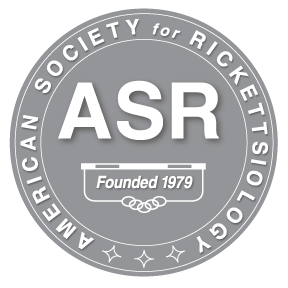 AMERICAN SOCIETY for RICKETTSIOLOGY
ASR
Founded 1979